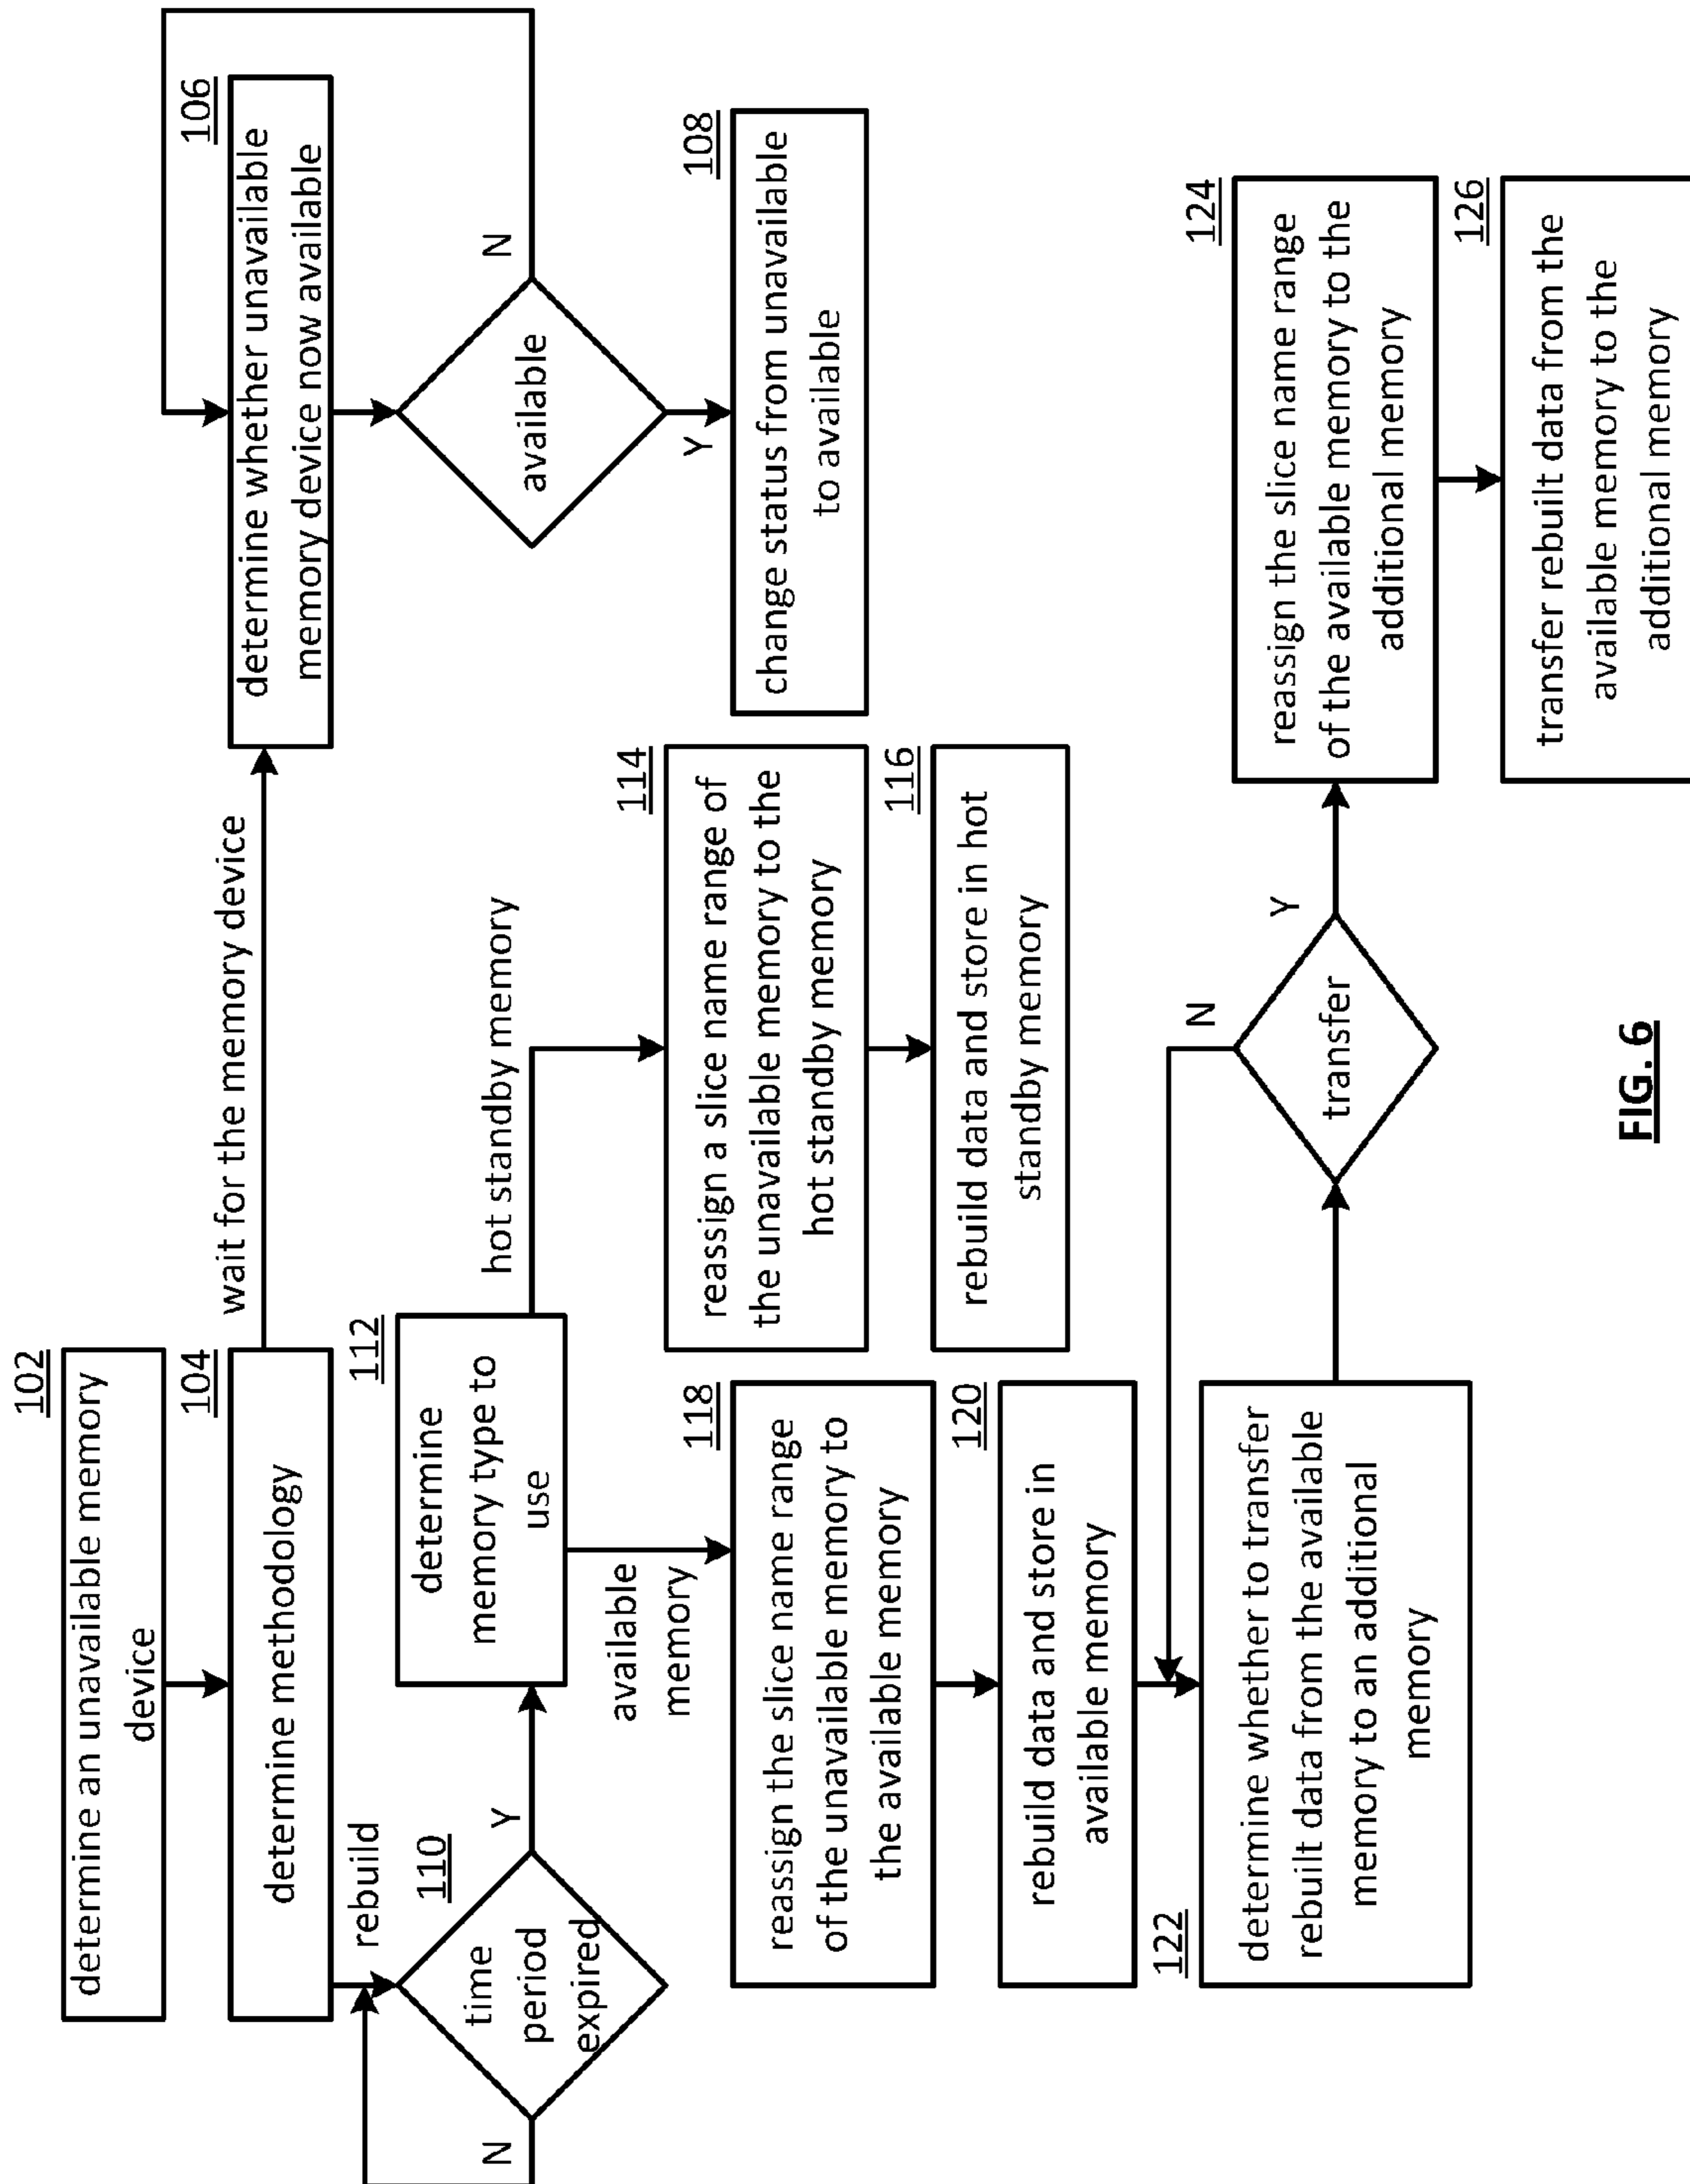 102
determine an unavailable memory
device
104
determine methodology
wait for the memory device
106
determine whether unavailable
memory device now available
available
N
Y
108
change status from unavailable
to available
rebuild
110
time
period
expired
N
Y
112
determine
memory type to
use
hot standby memory
114
reassign a slice name range of
the unavailable memory to the
hot standby memory
116
rebuild data and store in hot
standby memory
available
memory
118
reassign the slice name range
of the unavailable memory to
the available memory
120
rebuild data and store in
available memory
122
determine whether to transfer
rebuilt data from the available
memory to an additional
memory
transfer
N
Y
124
reassign the slice name range
of the available memory to the
additional memory
126
transfer rebuilt data from the
available memory to the
additional memory
FIG. 6